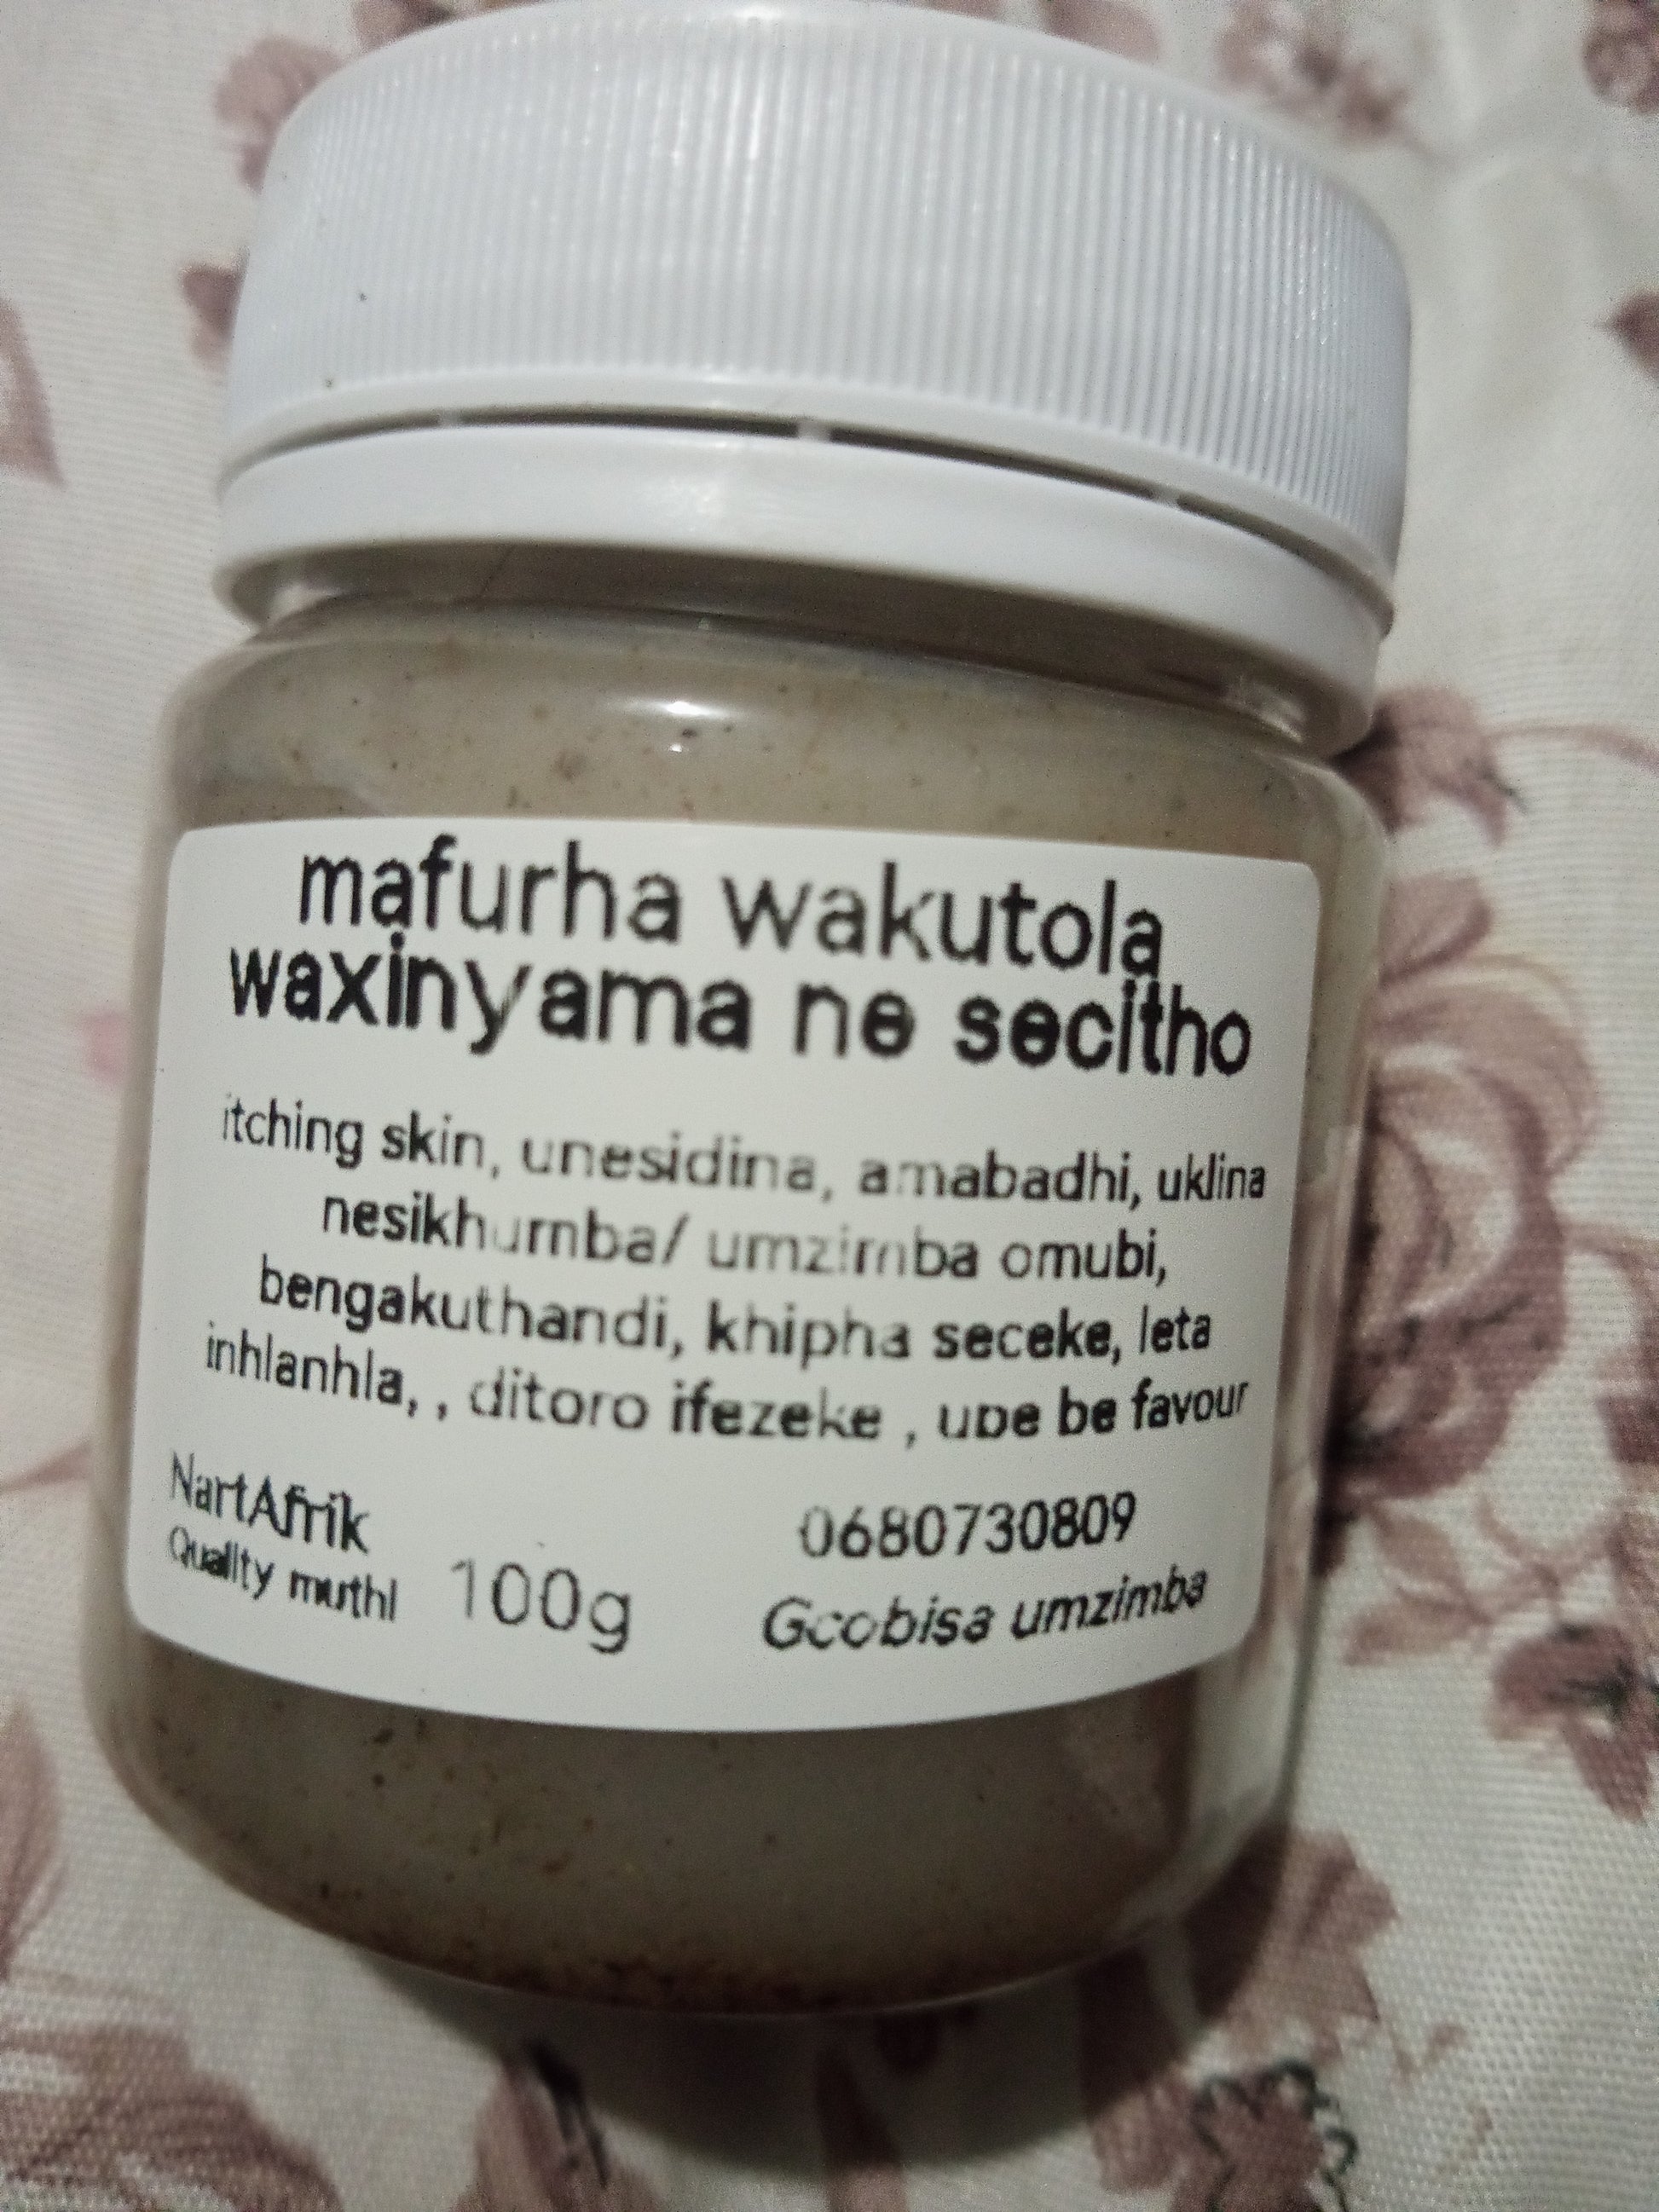 mafurha wakutola
waxinyama ne secitho
itching skin, unesidina, amabadhi, uklina
nesikhumba/ umzimba omubi,
bengakuthandi, khipha seceke, leta
inhlanhla, , ditoro ifezeke , ube be favour
NartAfrik
Quality muthi
100g
0680730809
Gcobisa umzimba